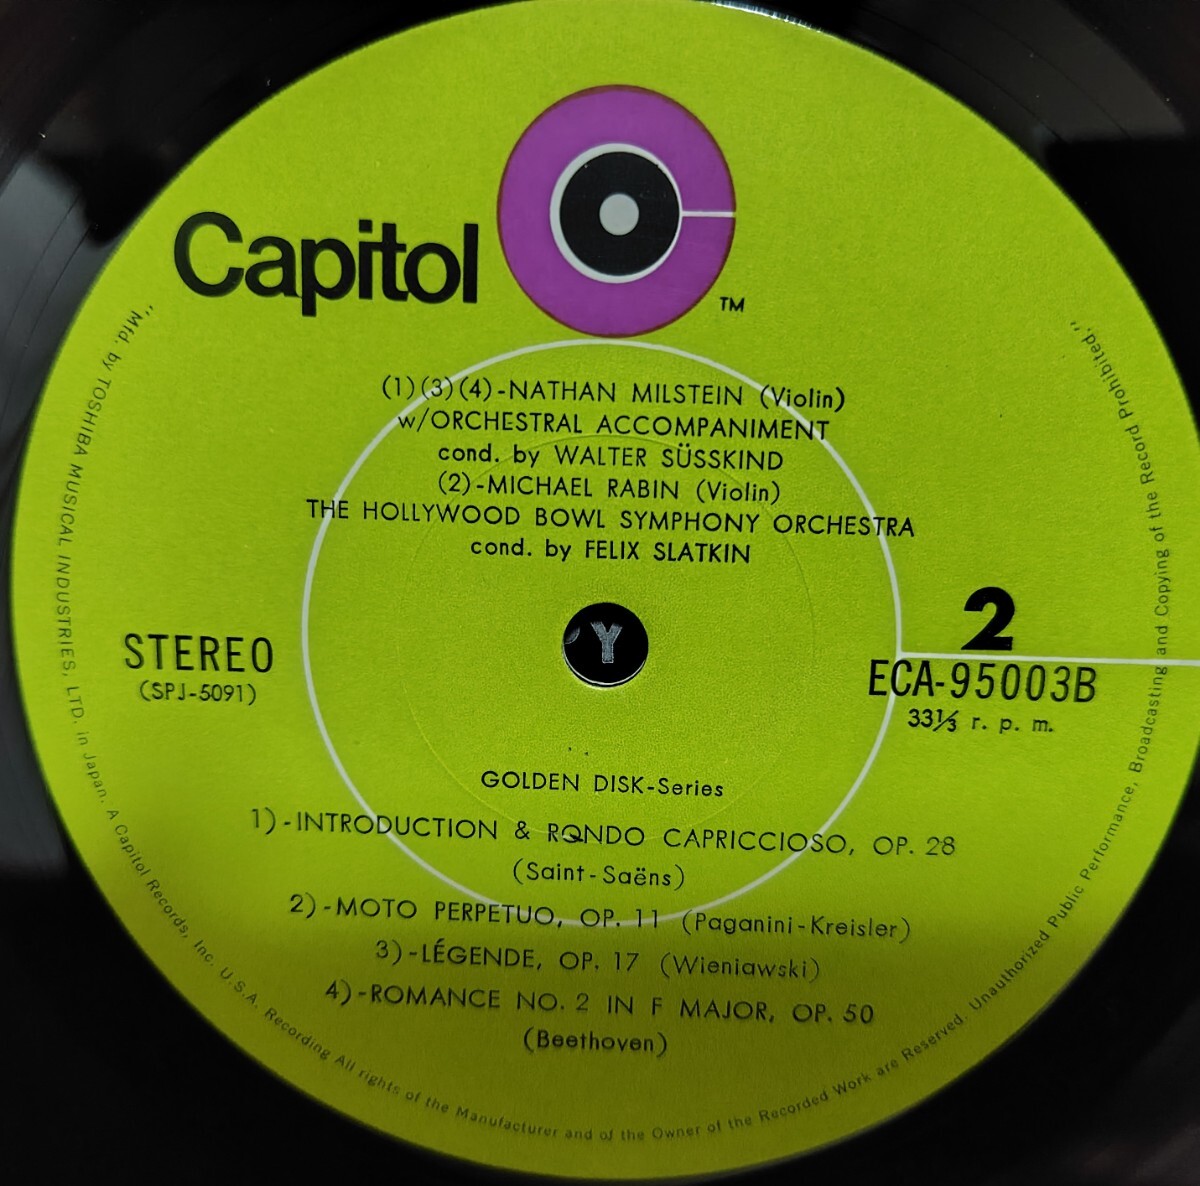 Capitol
TM
(1)(3)(4)-NATHAN MILSTEIN (Violin)
w/ORCHESTRAL ACCOMPANIMENT
cond. by WALTER SÜSSKIND
(2)-MICHAEL RABIN (Violin)
THE HOLLYWOOD BOWL SYMPHONY ORCHESTRA
cond. by FELIX SLATKIN
Y
STEREO
(SPJ-5091)
2
ECA-95003B
33⅓ r. p. m.
GOLDEN DISK-Series
1)-INTRODUCTION & RONDO CAPRICCIOSO, OP. 28
(Saint-Saëns)
2)-MOTO PERPETUO, OP. 11 (Paganini-Kreisler)
3)-LÉGENDE, OP. 17 (Wieniawski)
4)-ROMANCE NO. 2 IN F MAJOR, OP. 50
(Beethoven)
"Mfd. by TOSHIBA MUSICAL INDUSTRIES, LTD. in Japan. A Capitol Records, Inc. U.S.A. Recording All rights of the Manufacturer and of the Owner of the Recorded Work are Reserved. Unauthorized Public Performance, Broadcasting and Copying of the Record Prohibited."